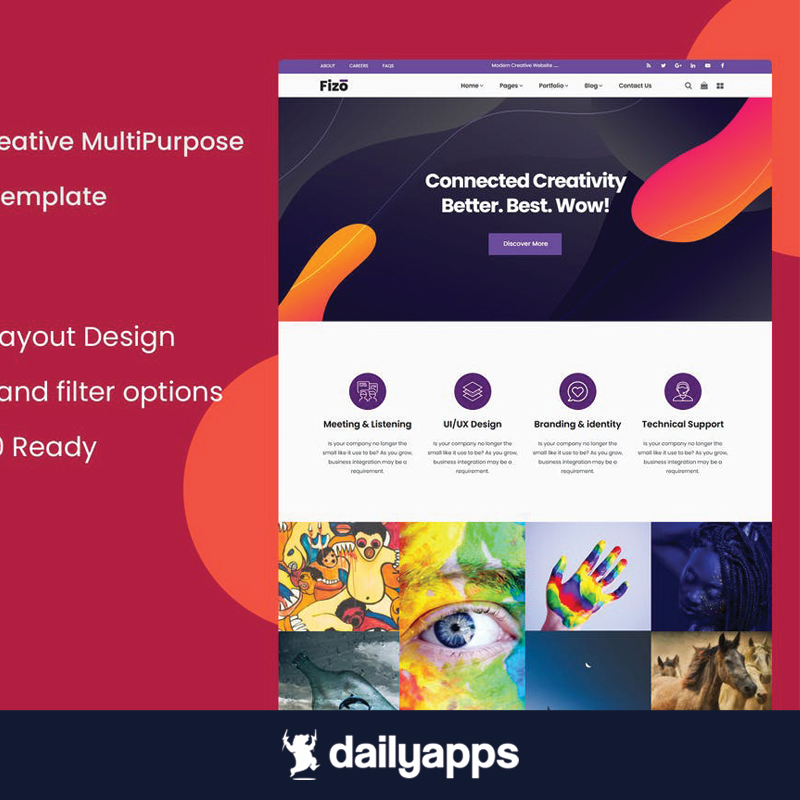 eative MultiPurpose
emplate
ayout Design
and filter options
0 Ready
ABOUT CAREERS FAQS
Modern Creative Website ....
Fizō
Home Pages Portfolio Blog Contact Us
Connected Creativity
Better. Best. Wow!
Discover More
Meeting & Listening
Is your company no longer the
small like it use to be? As you grow,
business integration may be a
requirement.
UI/UX Design
Is your company no longer the
small like it use to be? As you grow,
business integration may be a
requirement.
Branding & identity
Is your company no longer the
small like it use to be? As you grow,
business integration may be a
requirement.
Technical Support
Is your company no longer the
small like it use to be? As you grow,
business integration may be a
requirement.
dailyapps